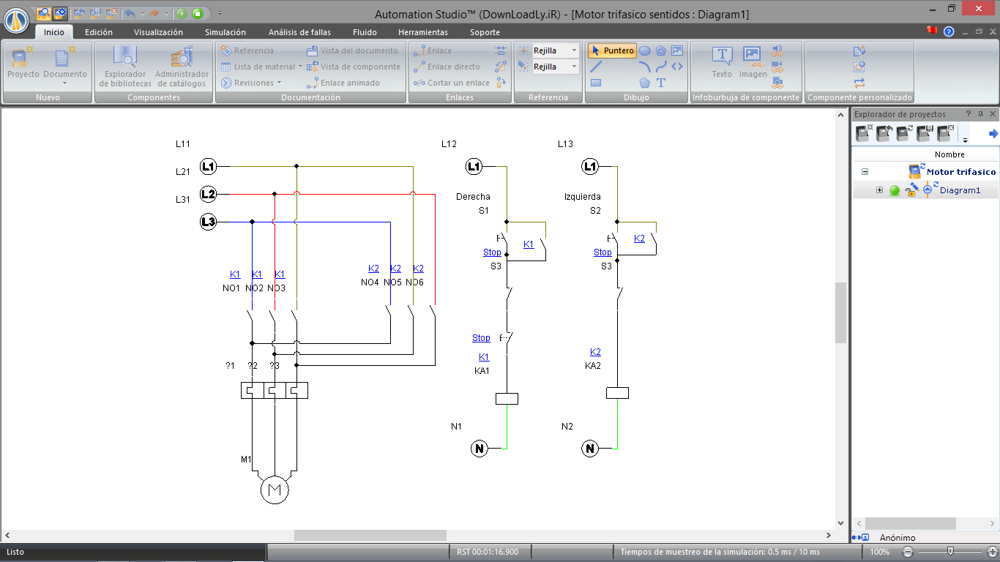 Automation Studio™ (DownLoadLy.iR) - [Motor trifasico sentidos : Diagram1]
Inicio Edición Visualización Simulación Análisis de fallas Fluido Herramientas Soporte
Proyecto Documento
Nuevo
Explorador de bibliotecas
Administrador de catálogos
Componentes
Referencia Vista del documento
Lista de material Vista de componente
Revisiones Enlace animado
Documentación
Enlace
Enlace directo
Cortar un enlace
Enlaces
Rejilla
Rejilla
Referencia
Puntero
T
Dibujo
Texto Imagen
Infoburbuja de componente
Componente personalizado
Explorador de proyectos
Nombre
Motor trifasico
Diagram1
L11 L12 L13
L1 L1 L1
L21
L2
L31
L3
Derecha
S1
Izquierda
S2
K1 K2
Stop Stop
S3 S3
K1 K1 K1
NO1 NO2 NO3
K2 K2 K2
NO4 NO5 NO6
Stop
K1
KA1
K2
KA2
?1 ?2 ?3
N1 N2
N N
M1
M
Anónimo
Listo RST 00:01:16.900 Tiempos de muestreo de la simulación: 0.5 ms / 10 ms 100%